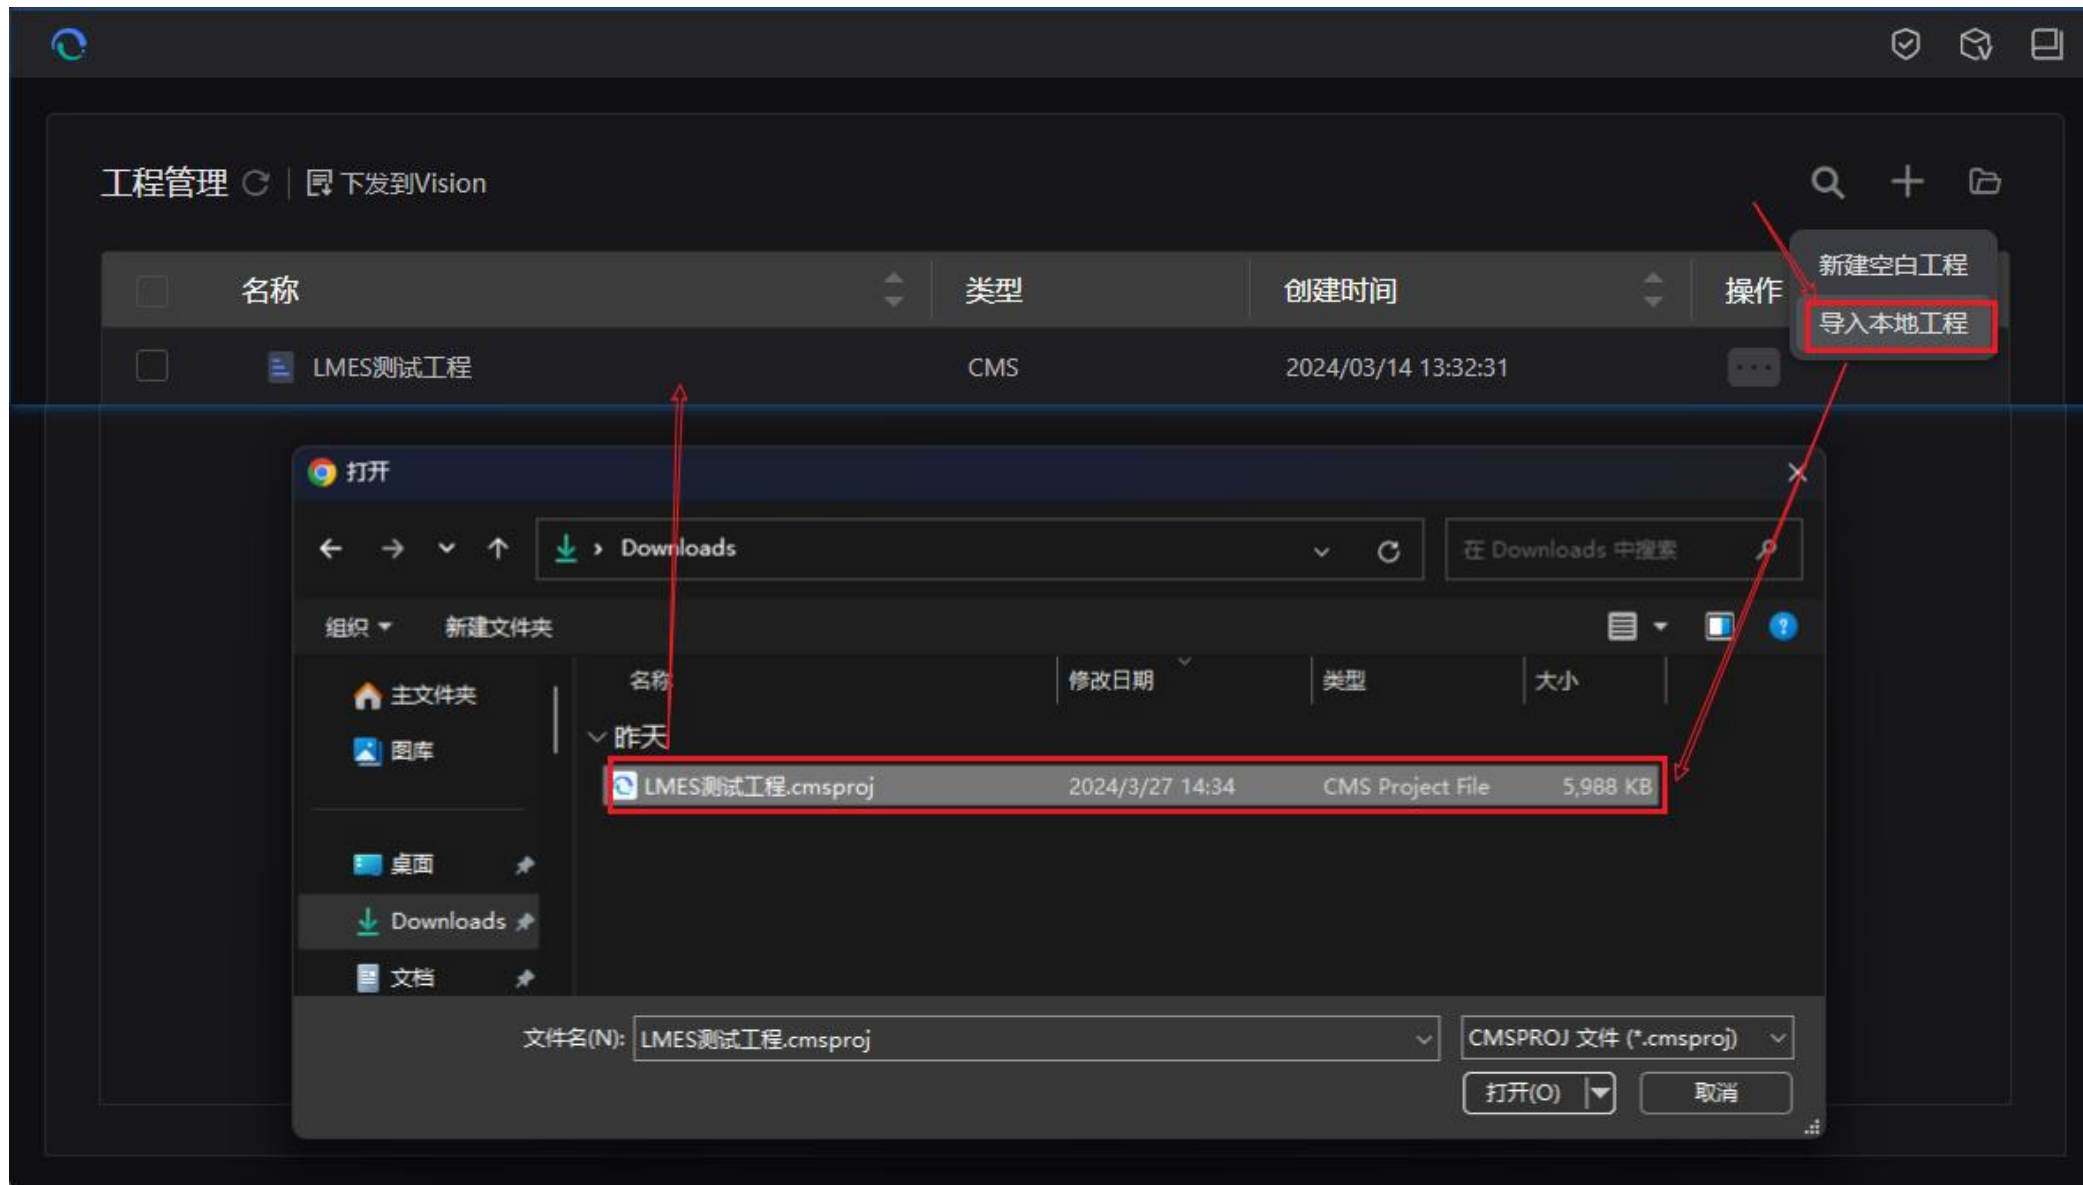 工程管理 下发到Vision
新建空白工程
名称 类型 创建时间 操作
导入本地工程
LMES测试工程 CMS 2024/03/14 13:32:31
打开
Downloads 在 Downloads 中搜索
组织 新建文件夹
名称 修改日期 类型 大小
主文件夹
昨天
图库
LMES测试工程.cmsproj 2024/3/27 14:34 CMS Project File 5,988 KB
桌面
Downloads
文档
文件名(N): LMES测试工程.cmsproj CMSPROJ 文件 (*.cmsproj)
打开(O) 取消